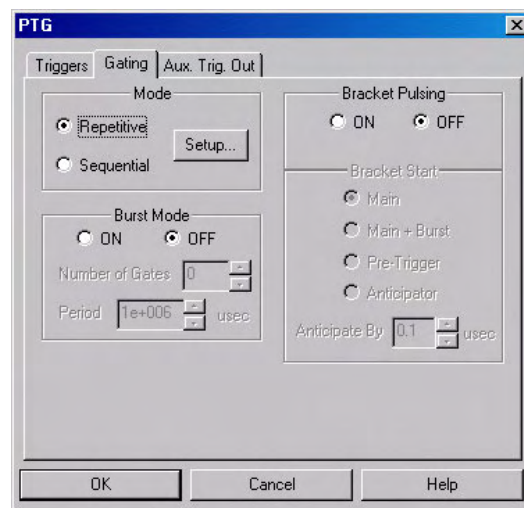 PTG
Triggers Gating Aux. Trig. Out
Mode
Repetitive
Setup...
Sequential
Burst Mode
ON OFF
Number of Gates 0
Period 1e+006 usec
Bracket Pulsing
ON OFF
Bracket Start
Main
Main + Burst
Pre-Trigger
Anticipator
Anticipate By 0.1 usec
OK Cancel Help